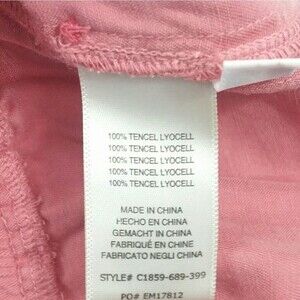 100% TENCEL LYOCELL
100% TENCEL LYOCELL
100% TENCEL LYOCELL
100% TENCEL LYOCELL
100% TENCEL LYOCELL
MADE IN CHINA
HECHO EN CHINA
GEMACHT IN CHINA
FABRIQUÉ EN CHINE
FABRICATO NEGLI CHINA
STYLE# C1859-689-399
PO# EM17812